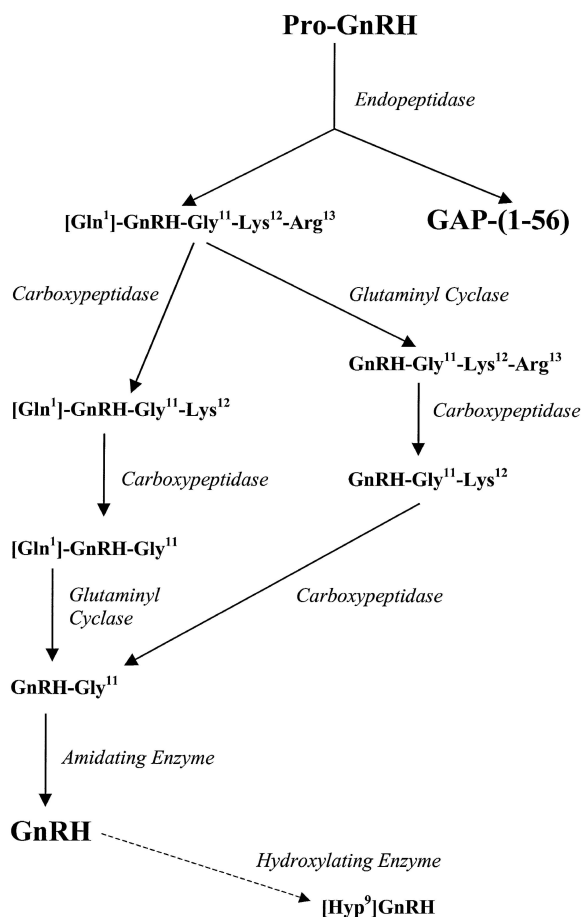 Pro-GnRH
Endopeptidase
[Gln¹]-GnRH-Gly¹¹-Lys¹²-Arg¹³
GAP-(1-56)
Carboxypeptidase
Glutaminyl Cyclase
GnRH-Gly¹¹-Lys¹²-Arg¹³
[Gln¹]-GnRH-Gly¹¹-Lys¹²
Carboxypeptidase
Carboxypeptidase
GnRH-Gly¹¹-Lys¹²
[Gln¹]-GnRH-Gly¹¹
Glutaminyl
Cyclase
Carboxypeptidase
GnRH-Gly¹¹
Amidating Enzyme
GnRH
Hydroxylating Enzyme
[Hyp⁹]GnRH